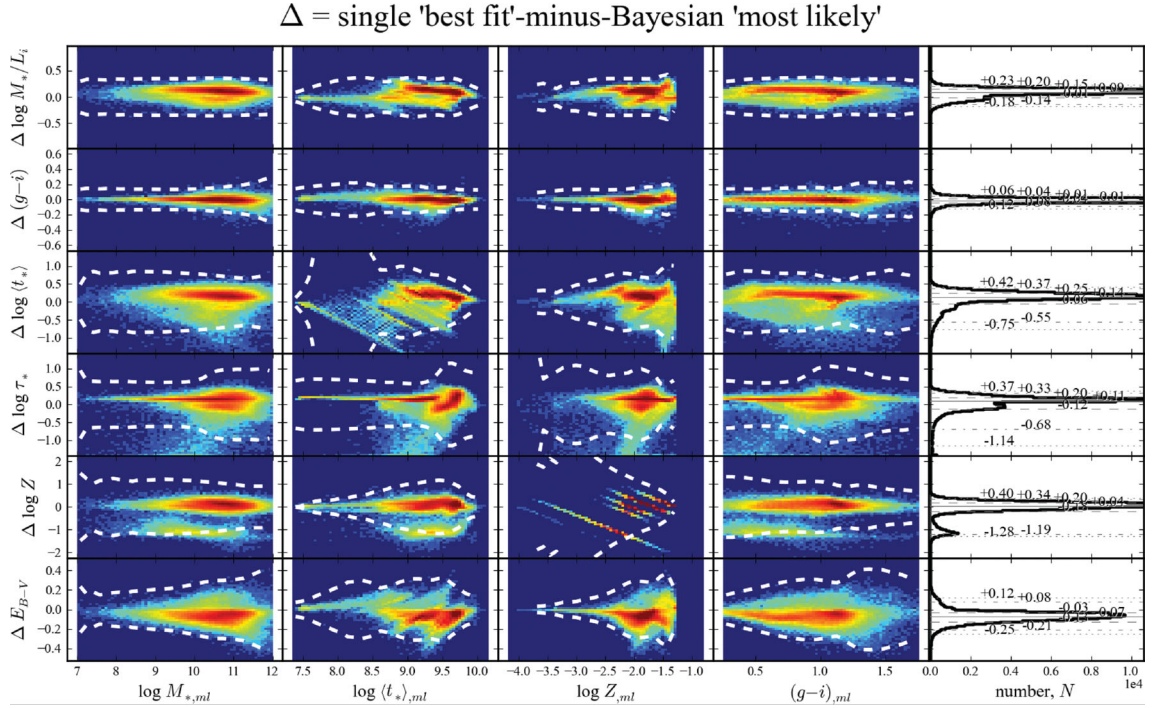 Δ = single 'best fit'-minus-Bayesian 'most likely'
Δ log M*/Li
0.5
0.0
−0.5
+0.23 +0.20 +0.15 +0.09
-0.18 -0.14
Δ (g−i)
0.6
0.4
0.2
0.0
−0.2
−0.4
−0.6
+0.06 +0.04 +0.01 -0.01
-0.12
Δ log ⟨t*⟩
1.0
0.5
0.0
−0.5
−1.0
+0.42 +0.37 +0.25 +0.14
-0.06
-0.75 -0.55
Δ log τ*
1.0
0.5
0.0
−0.5
−1.0
+0.37 +0.33 +0.20 +0.11
-0.12
-0.68
-1.14
Δ log Z
2
1
0
−1
−2
+0.40 +0.34 +0.20 +0.04
-1.28 -1.19
Δ E_{B−V}
0.4
0.2
0.0
−0.2
−0.4
+0.12 +0.08
-0.03
-0.25 -0.21
7 8 9 10 11 12
7.5 8.0 8.5 9.0 9.5 10.0
−4.0 −3.5 −3.0 −2.5 −2.0 −1.5 −1.0
0.5 1.0 1.5
0.0 0.2 0.4 0.6 0.8 1.0
1e4
log M*,ml
log ⟨t*⟩,ml
log Z,ml
(g−i),ml
number, N